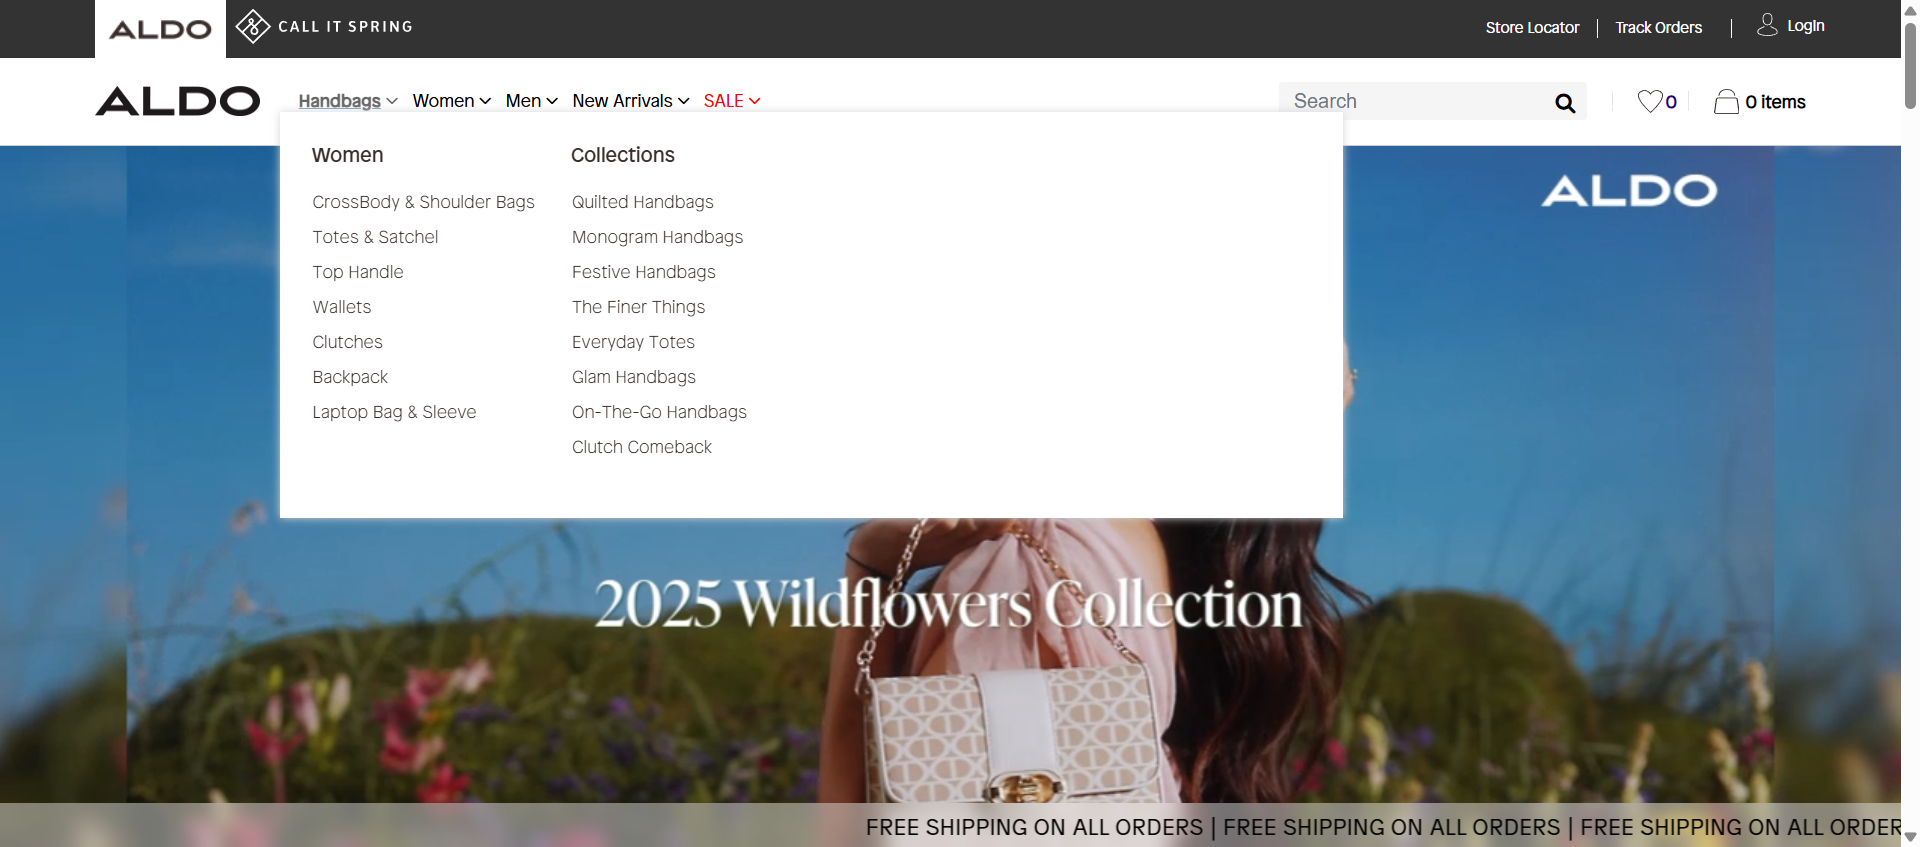 ALDO
CALL IT SPRING
Store Locator
Track Orders
Login
ALDO
Handbags
Women
Men
New Arrivals
SALE
Search
0
0 items
Women
CrossBody & Shoulder Bags
Totes & Satchel
Top Handle
Wallets
Clutches
Backpack
Laptop Bag & Sleeve
Collections
Quilted Handbags
Monogram Handbags
Festive Handbags
The Finer Things
Everyday Totes
Glam Handbags
On-The-Go Handbags
Clutch Comeback
ALDO
2025 Wildflowers Collection
FREE SHIPPING ON ALL ORDERS | FREE SHIPPING ON ALL ORDERS | FREE SHIPPING ON ALL ORDER